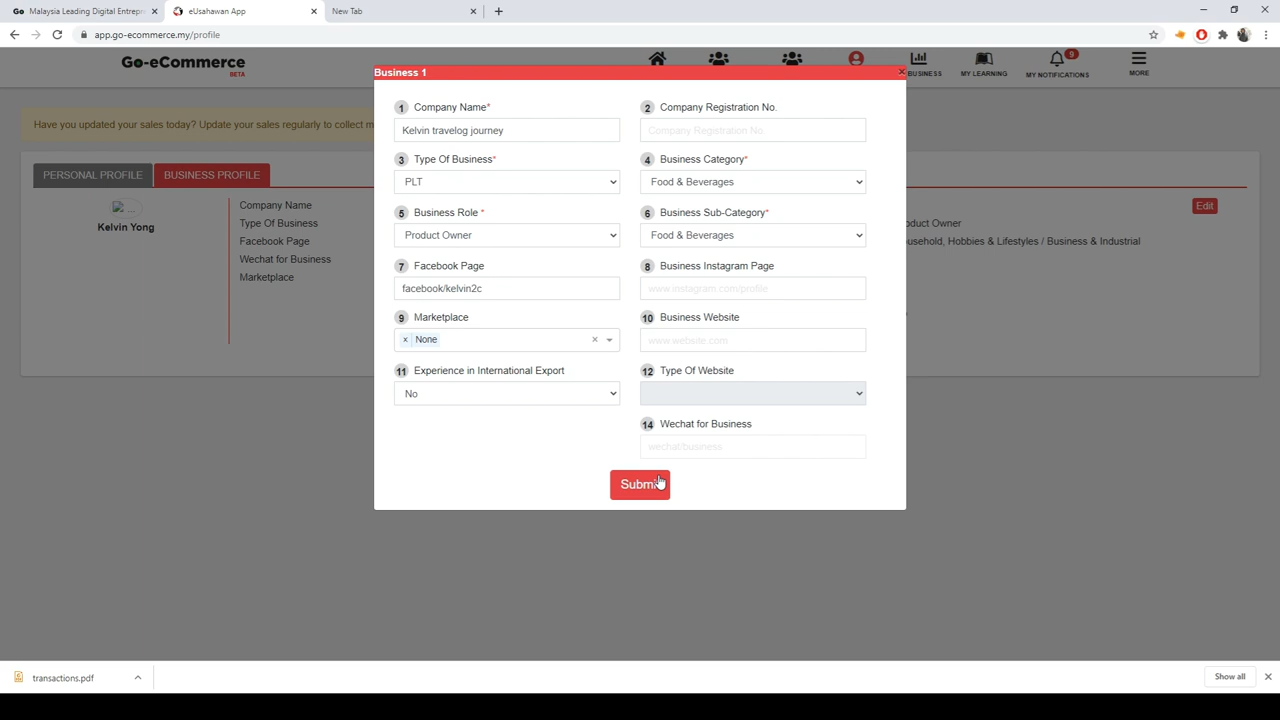 Go Malaysia Leading Digital Entrepr
eUsahawan App
New Tab
app.go-ecommerce.my/profile
Go-eCommerce
BETA
BUSINESS
MY LEARNING
9
MY NOTIFICATIONS
MORE
Business 1
Have you updated your sales today? Update your sales regularly to collect m
PERSONAL PROFILE
BUSINESS PROFILE
Kelvin Yong
Company Name
Type Of Business
Facebook Page
Wechat for Business
Marketplace
1 Company Name*
Kelvin travelog journey
2 Company Registration No.
Company Registration No.
3 Type Of Business*
PLT
4 Business Category*
Food & Beverages
5 Business Role *
Product Owner
6 Business Sub-Category*
Food & Beverages
7 Facebook Page
facebook/kelvin2c
8 Business Instagram Page
www.instagram.com/profile
9 Marketplace
× None
10 Business Website
www.website.com
11 Experience in International Export
No
12 Type Of Website
14 Wechat for Business
wechat/business
Submit
Edit
oduct Owner
usehold, Hobbies & Lifestyles / Business & Industrial
transactions.pdf
Show all